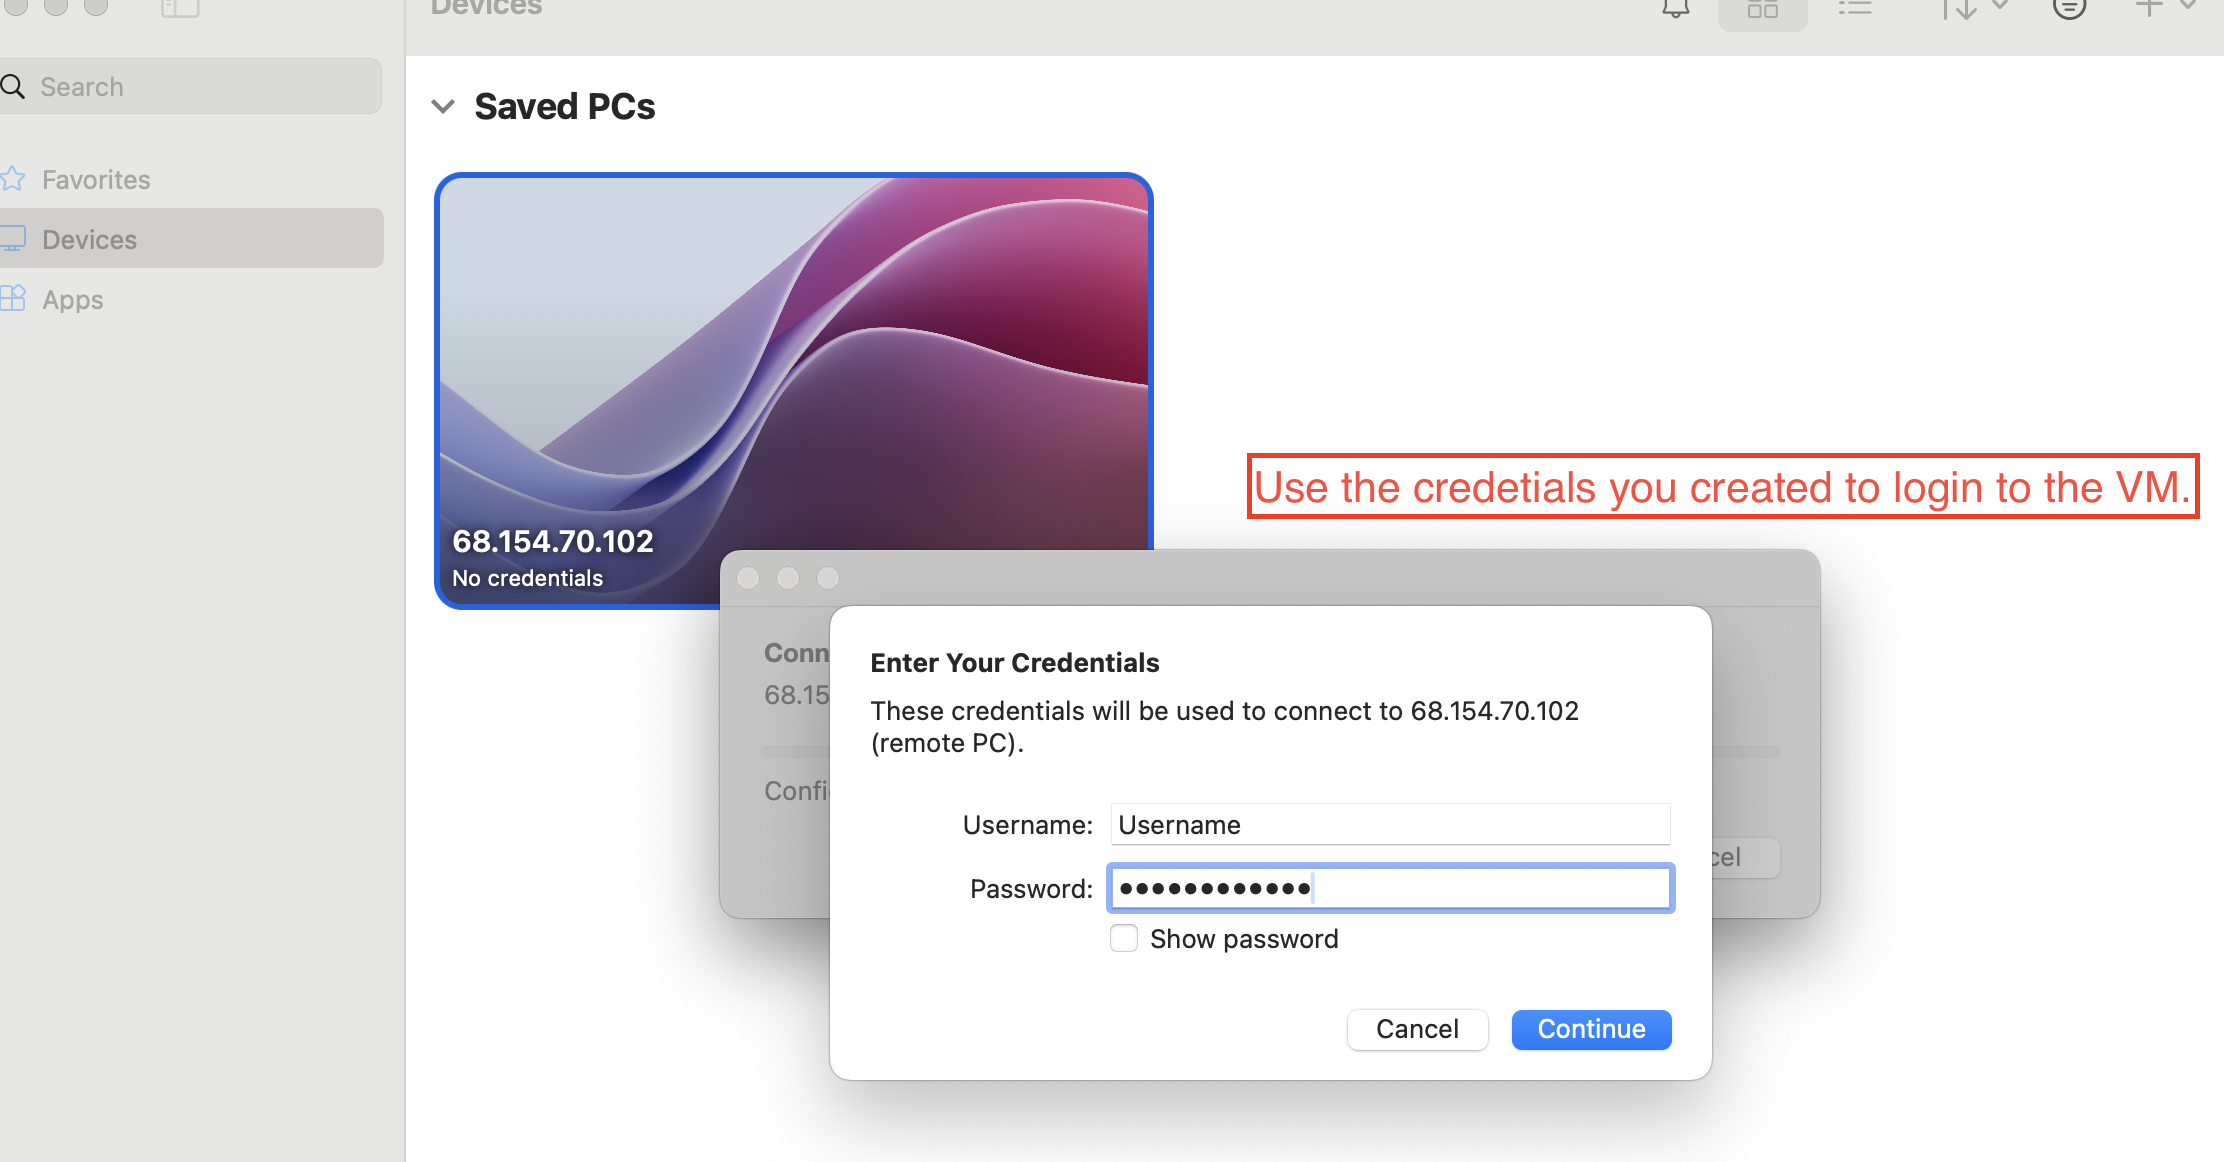 Devices
Search
Favorites
Devices
Apps
Saved PCs
68.154.70.102
No credentials
Use the credetials you created to login to the VM.
Conn
68.15
Confi
cel
Enter Your Credentials
These credentials will be used to connect to 68.154.70.102
(remote PC).
Username: Username
Password: ••••••••••••
Show password
Cancel
Continue